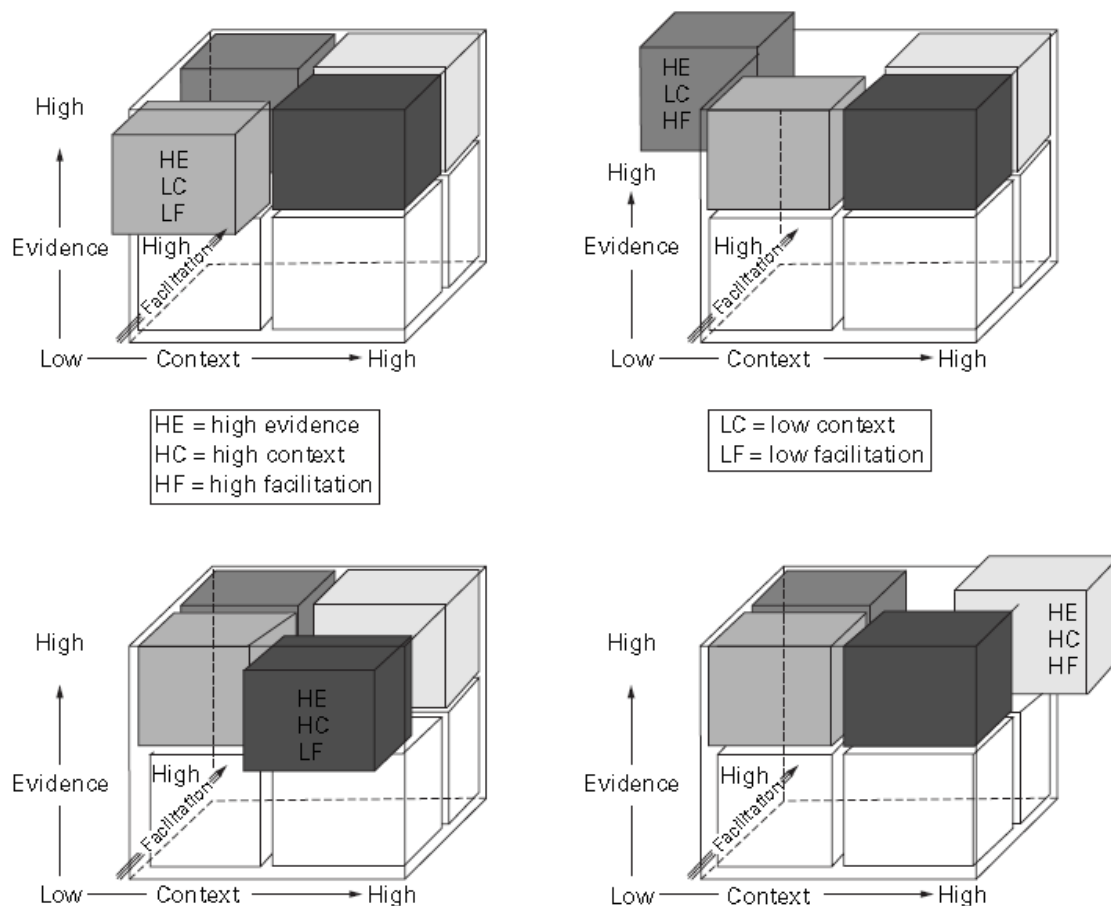 High
HE
LC
LF
Evidence
High
Facilitation
Low
Context
High
HE
LC
HF
High
Evidence
High
Facilitation
Low
Context
High
HE = high evidence
HC = high context
HF = high facilitation
LC = low context
LF = low facilitation
High
HE
HC
LF
Evidence
High
Facilitation
Low
Context
High
High
HE
HC
HF
Evidence
High
Facilitation
Low
Context
High